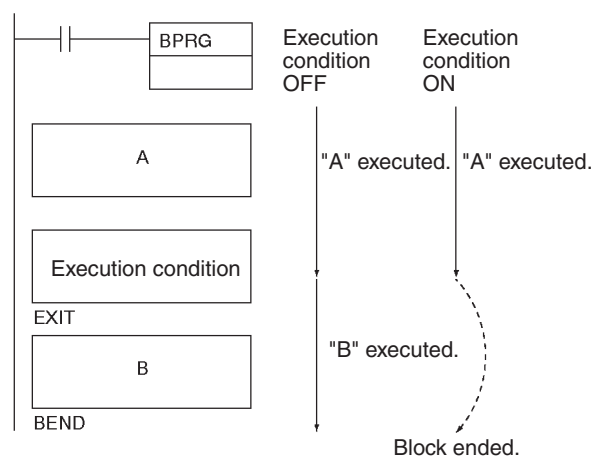 BPRG
Execution
condition
OFF
Execution
condition
ON
A
"A" executed.
"A" executed.
Execution condition
EXIT
B
"B" executed.
BEND
Block ended.